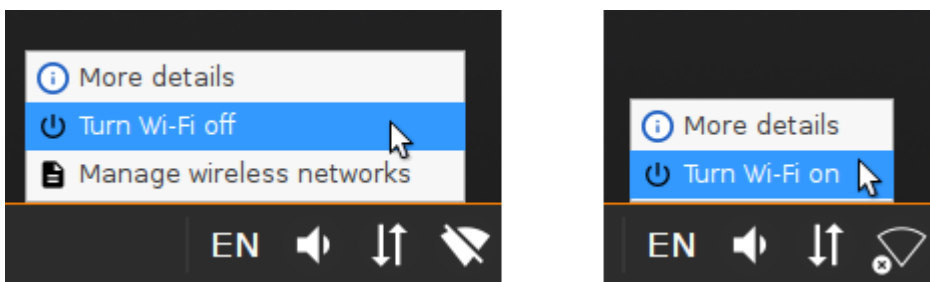 More details
Turn Wi-Fi off
Manage wireless networks
EN
More details
Turn Wi-Fi on
EN